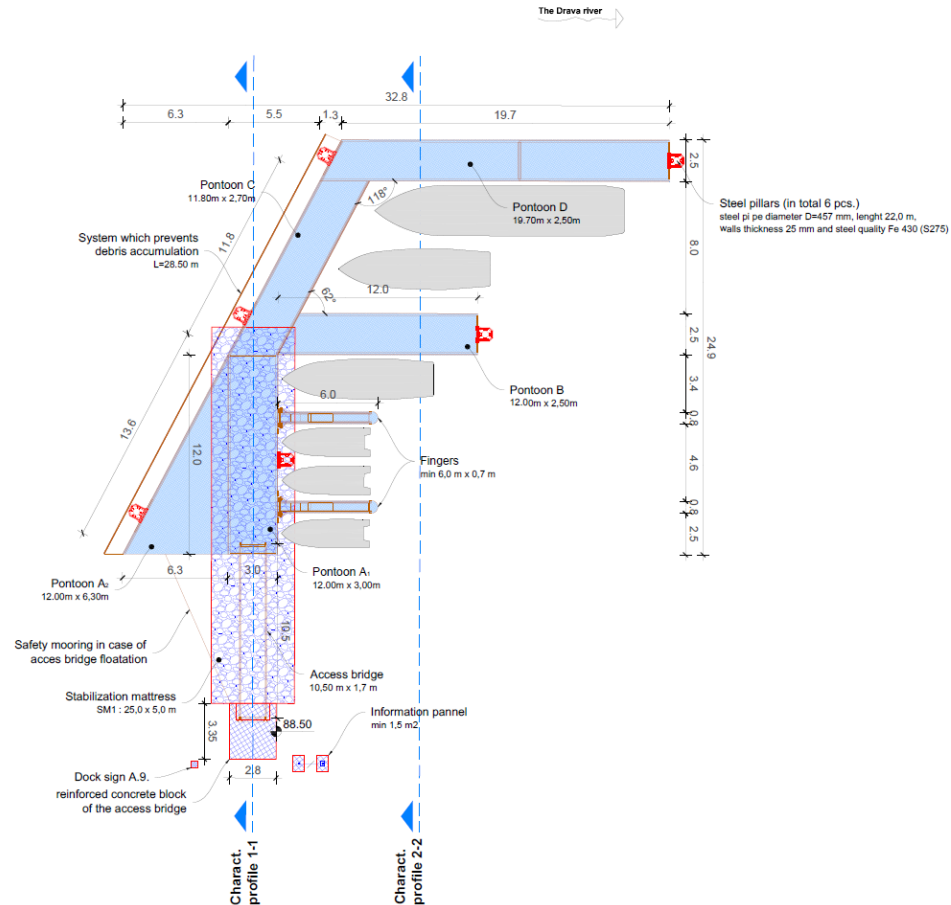 The Drava river
32.8
6.3
5.5
1.3
19.7
2.5
Pontoon C
11.80m x 2,70m
118°
Pontoon D
19.70m x 2,50m
Steel pillars (in total 6 pcs.)
steel pi pe diameter D=457 mm, lenght 22,0 m,
walls thickness 25 mm and steel quality Fe 430 (S275)
System which prevents
debris accumulation
L=28.50 m
11.8
8.0
12.0
62°
2.5
24.9
Pontoon B
12.00m x 2,50m
3.4
6.0
13.6
12.0
0.8
Fingers
min 6,0 m x 0,7 m
4.6
0.8
2.5
Pontoon A2
12.00m x 6,30m
6.3
3.0
Pontoon A1
12.00m x 3,00m
10.5
Safety mooring in case of
acces bridge floatation
Access bridge
10,50 m x 1,7 m
Stabilization mattress
SM1 : 25,0 x 5,0 m
Information pannel
min 1,5 m2
88.50
3.35
Dock sign A.9.
2.8
reinforced concrete block
of the access bridge
Charact.
profile 1-1
Charact.
profile 2-2